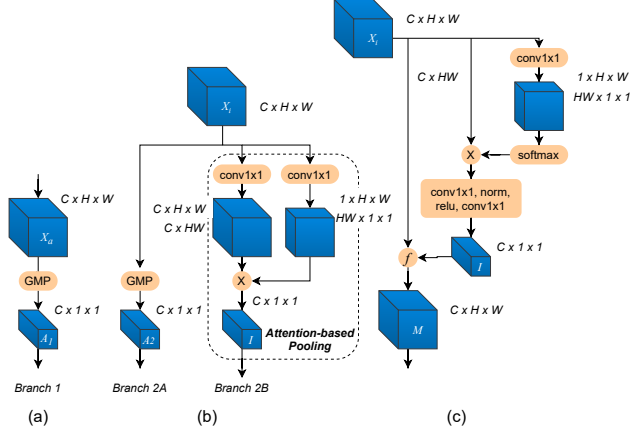 X_a
C x H x W
GMP
C x 1 x 1
A_1
Branch 1
(a)
X_i
C x H x W
GMP
C x 1 x 1
A_2
Branch 2A
conv1x1
conv1x1
C x H x W
C x HW
1 x H x W
HW x 1 x 1
X
C x 1 x 1
I
Attention-based
Pooling
Branch 2B
(b)
X_i
C x H x W
C x HW
conv1x1
1 x H x W
HW x 1 x 1
softmax
X
conv1x1, norm,
relu, conv1x1
C x 1 x 1
I
f
C x H x W
M
(c)